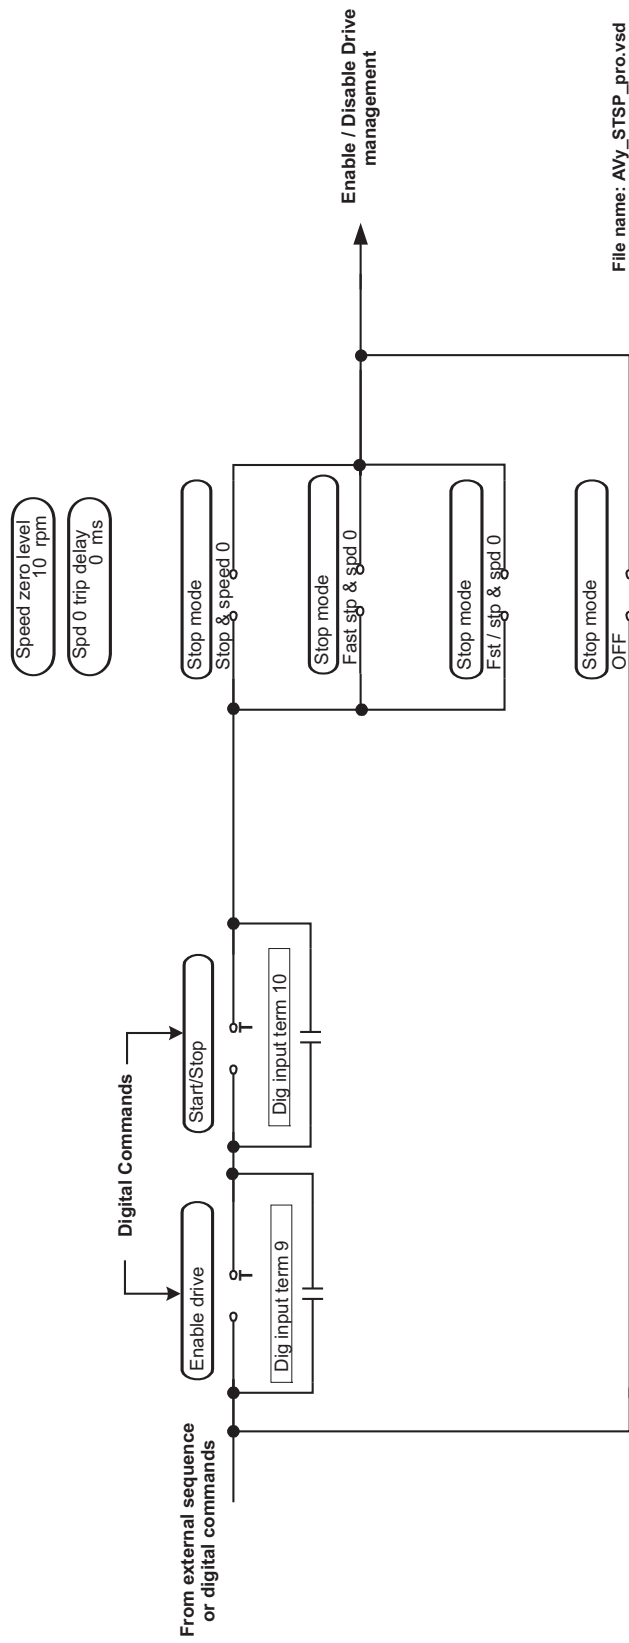 Speed zero level
10 rpm
Spd 0 trip delay
0 ms
Digital Commands
Enable drive
Start/Stop
Stop mode
Stop & speed 0
From external sequence
or digital commands
Dig input term 9
Dig input term 10
Stop mode
Fast stp & spd 0
Enable / Disable Drive
management
Stop mode
Fst / stp & spd 0
Stop mode
OFF
File name: AVy_STSP_pro.vsd